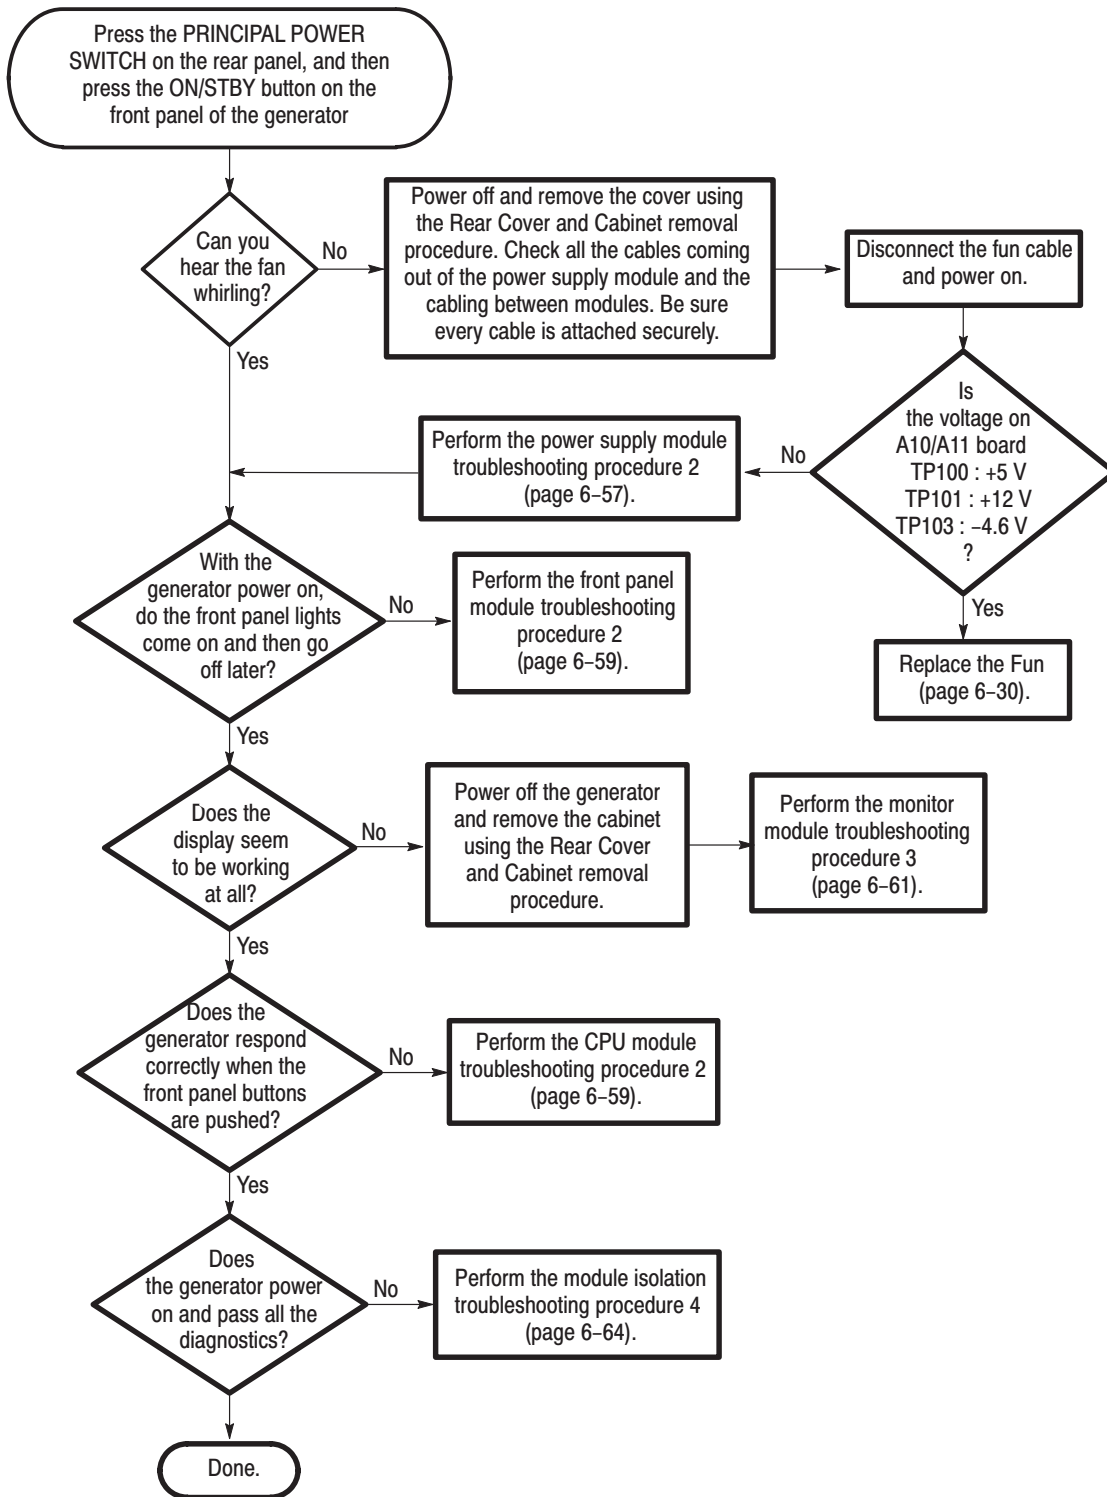 Press the PRINCIPAL POWER
SWITCH on the rear panel, and then
press the ON/STBY button on the
front panel of the generator
Can you
hear the fan
whirling?
No
Yes
Power off and remove the cover using
the Rear Cover and Cabinet removal
procedure. Check all the cables coming
out of the power supply module and the
cabling between modules. Be sure
every cable is attached securely.
Disconnect the fun cable
and power on.
Is
the voltage on
A10/A11 board
TP100 : +5 V
TP101 : +12 V
TP103 : −4.6 V
?
No
Yes
Perform the power supply module
troubleshooting procedure 2
(page 6–57).
Replace the Fun
(page 6–30).
With the
generator power on,
do the front panel lights
come on and then go
off later?
No
Yes
Perform the front panel
module troubleshooting
procedure 2
(page 6–59).
Does the
display seem
to be working
at all?
No
Yes
Power off the generator
and remove the cabinet
using the Rear Cover
and Cabinet removal
procedure.
Perform the monitor
module troubleshooting
procedure 3
(page 6–61).
Does the
generator respond
correctly when the
front panel buttons
are pushed?
No
Yes
Perform the CPU module
troubleshooting procedure 2
(page 6–59).
Does
the generator power
on and pass all the
diagnostics?
No
Perform the module isolation
troubleshooting procedure 4
(page 6–64).
Done.